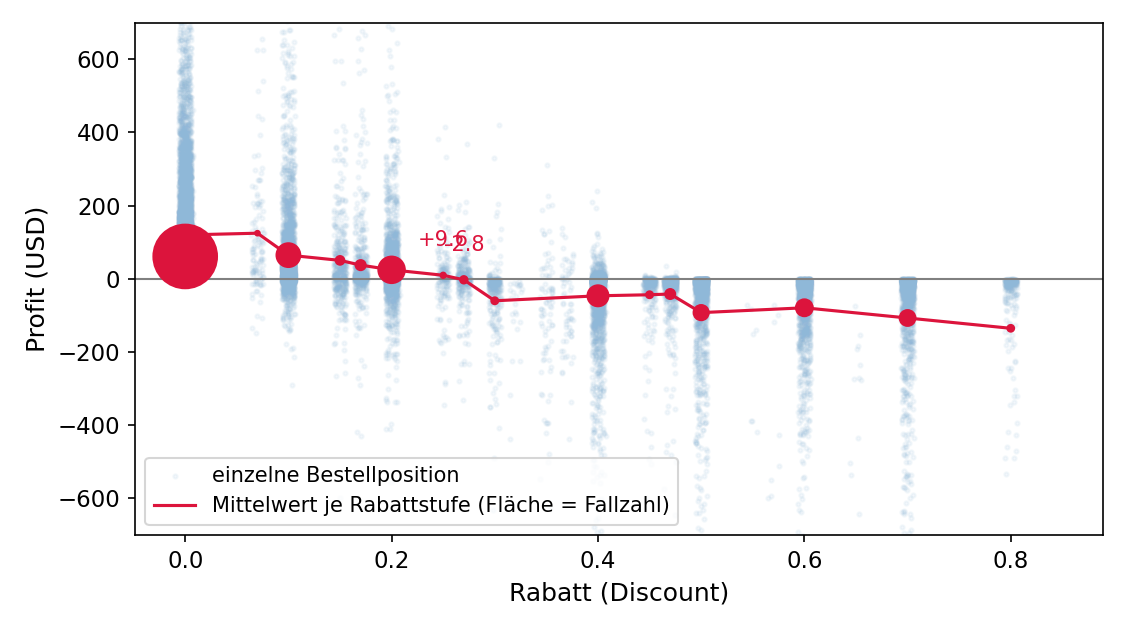 600
400
200
0
−200
−400
−600
Profit (USD)
+9.6
-2.8
einzelne Bestellposition
Mittelwert je Rabattstufe (Fläche = Fallzahl)
0.0 0.2 0.4 0.6 0.8
Rabatt (Discount)